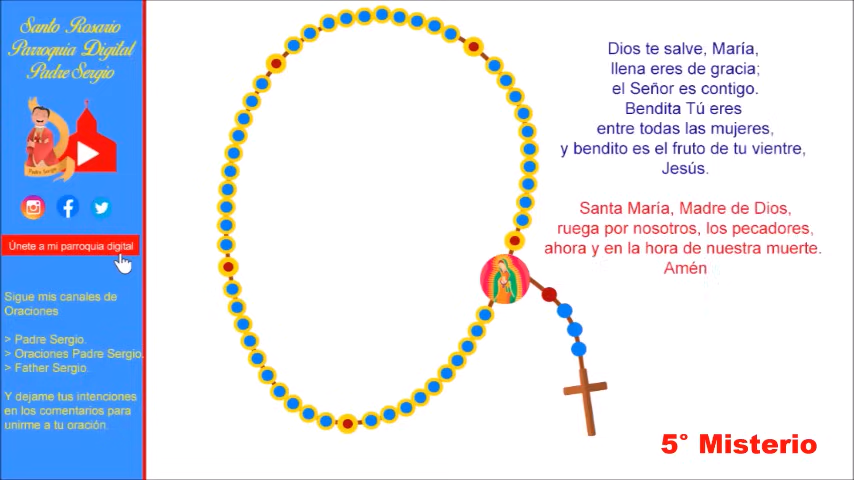 Santo Rosario
Parroquia Digital
Padre Sergio
Padre Sergio
Únete a mi parroquia digital
Sigue mis canales de
Oraciones
> Padre Sergio.
> Oraciones Padre Sergio.
> Father Sergio.
Y dejame tus intenciones
en los comentarios para
unirme a tu oración.
Dios te salve, María,
llena eres de gracia;
el Señor es contigo.
Bendita Tú eres
entre todas las mujeres,
y bendito es el fruto de tu vientre,
Jesús.
Santa María, Madre de Dios,
ruega por nosotros, los pecadores,
ahora y en la hora de nuestra muerte.
Amén
5° Misterio